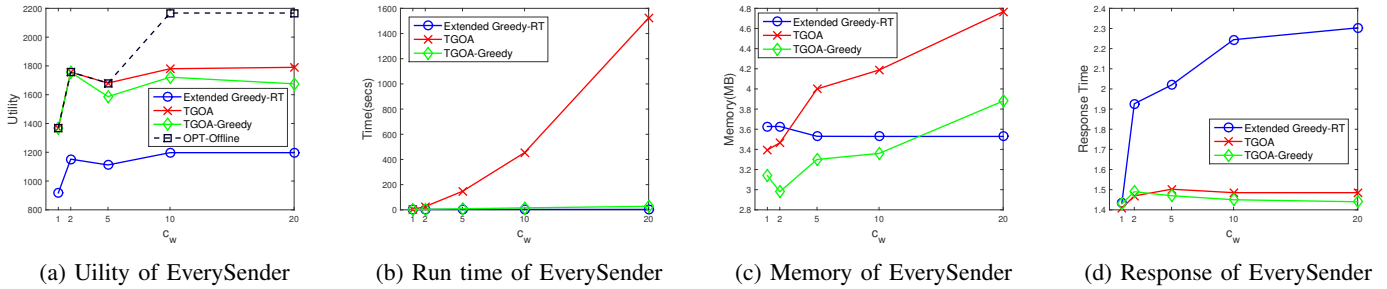 2200
2000
1800
1600
1400
1200
1000
800
Utility
1 2 5 10 20
c_w
Extended Greedy-RT
TGOA
TGOA-Greedy
OPT-Offline
(a) Uility of EverySender
1600
1400
1200
1000
800
600
400
200
0
Time(secs)
1 2 5 10 20
c_w
Extended Greedy-RT
TGOA
TGOA-Greedy
(b) Run time of EverySender
4.8
4.6
4.4
4.2
4
3.8
3.6
3.4
3.2
3
2.8
Memory(MB)
1 2 5 10 20
c_w
Extended Greedy-RT
TGOA
TGOA-Greedy
(c) Memory of EverySender
2.4
2.3
2.2
2.1
2
1.9
1.8
1.7
1.6
1.5
1.4
Response Time
1 2 5 10 20
c_w
Extended Greedy-RT
TGOA
TGOA-Greedy
(d) Response of EverySender